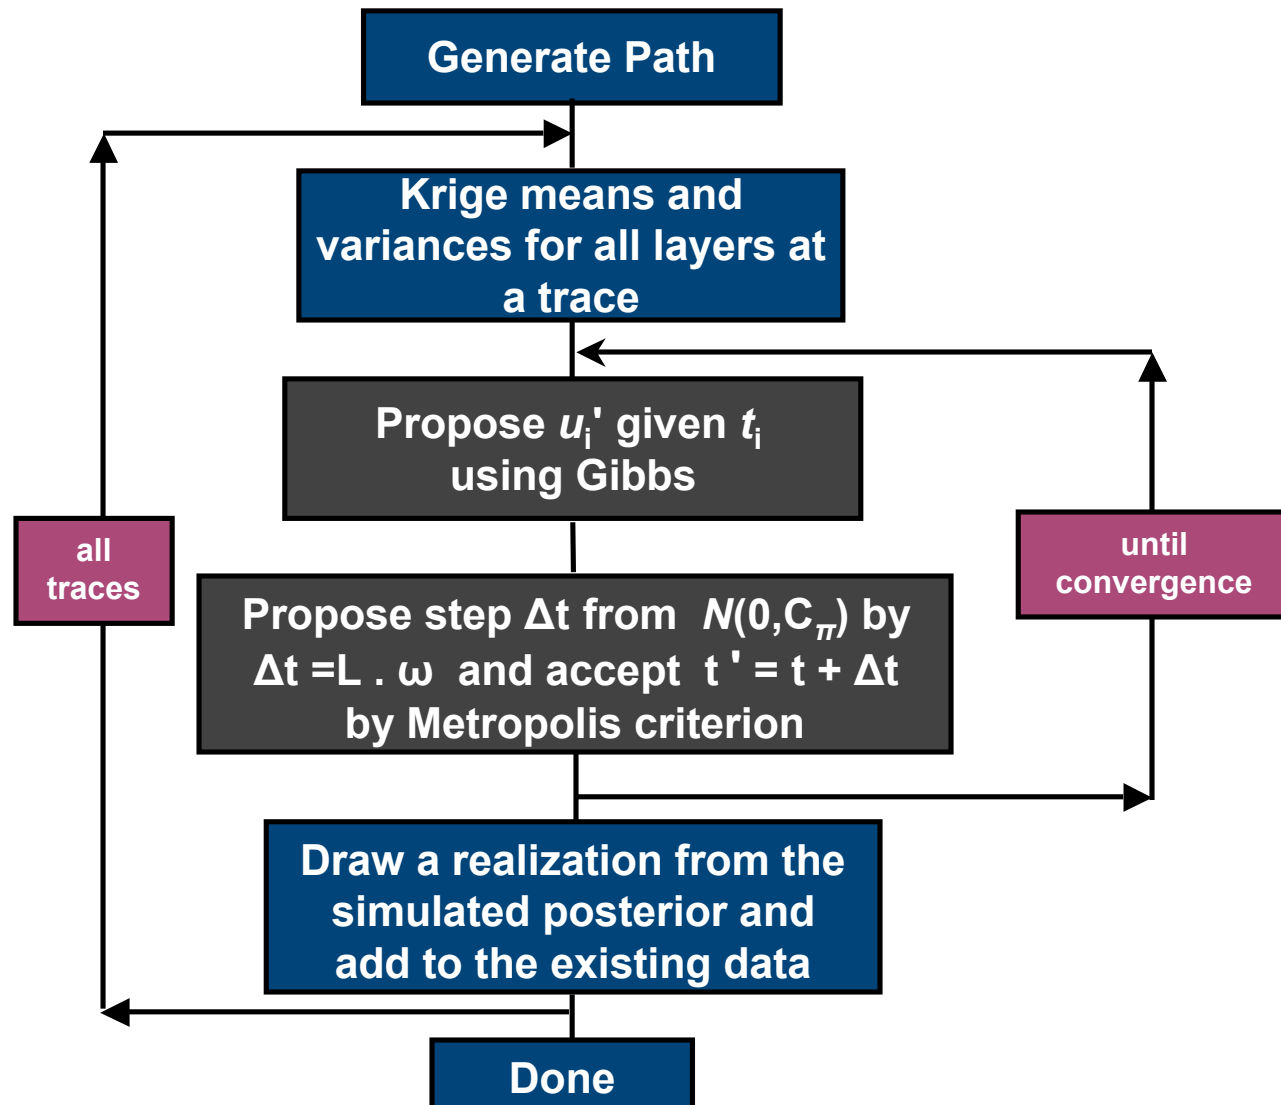 Generate Path
Krige means and
variances for all layers at
a trace
Propose uᵢ' given tᵢ
using Gibbs
all
traces
until
convergence
Propose step Δt from N(0,C_π) by
Δt =L . ω and accept t ' = t + Δt
by Metropolis criterion
Draw a realization from the
simulated posterior and
add to the existing data
Done